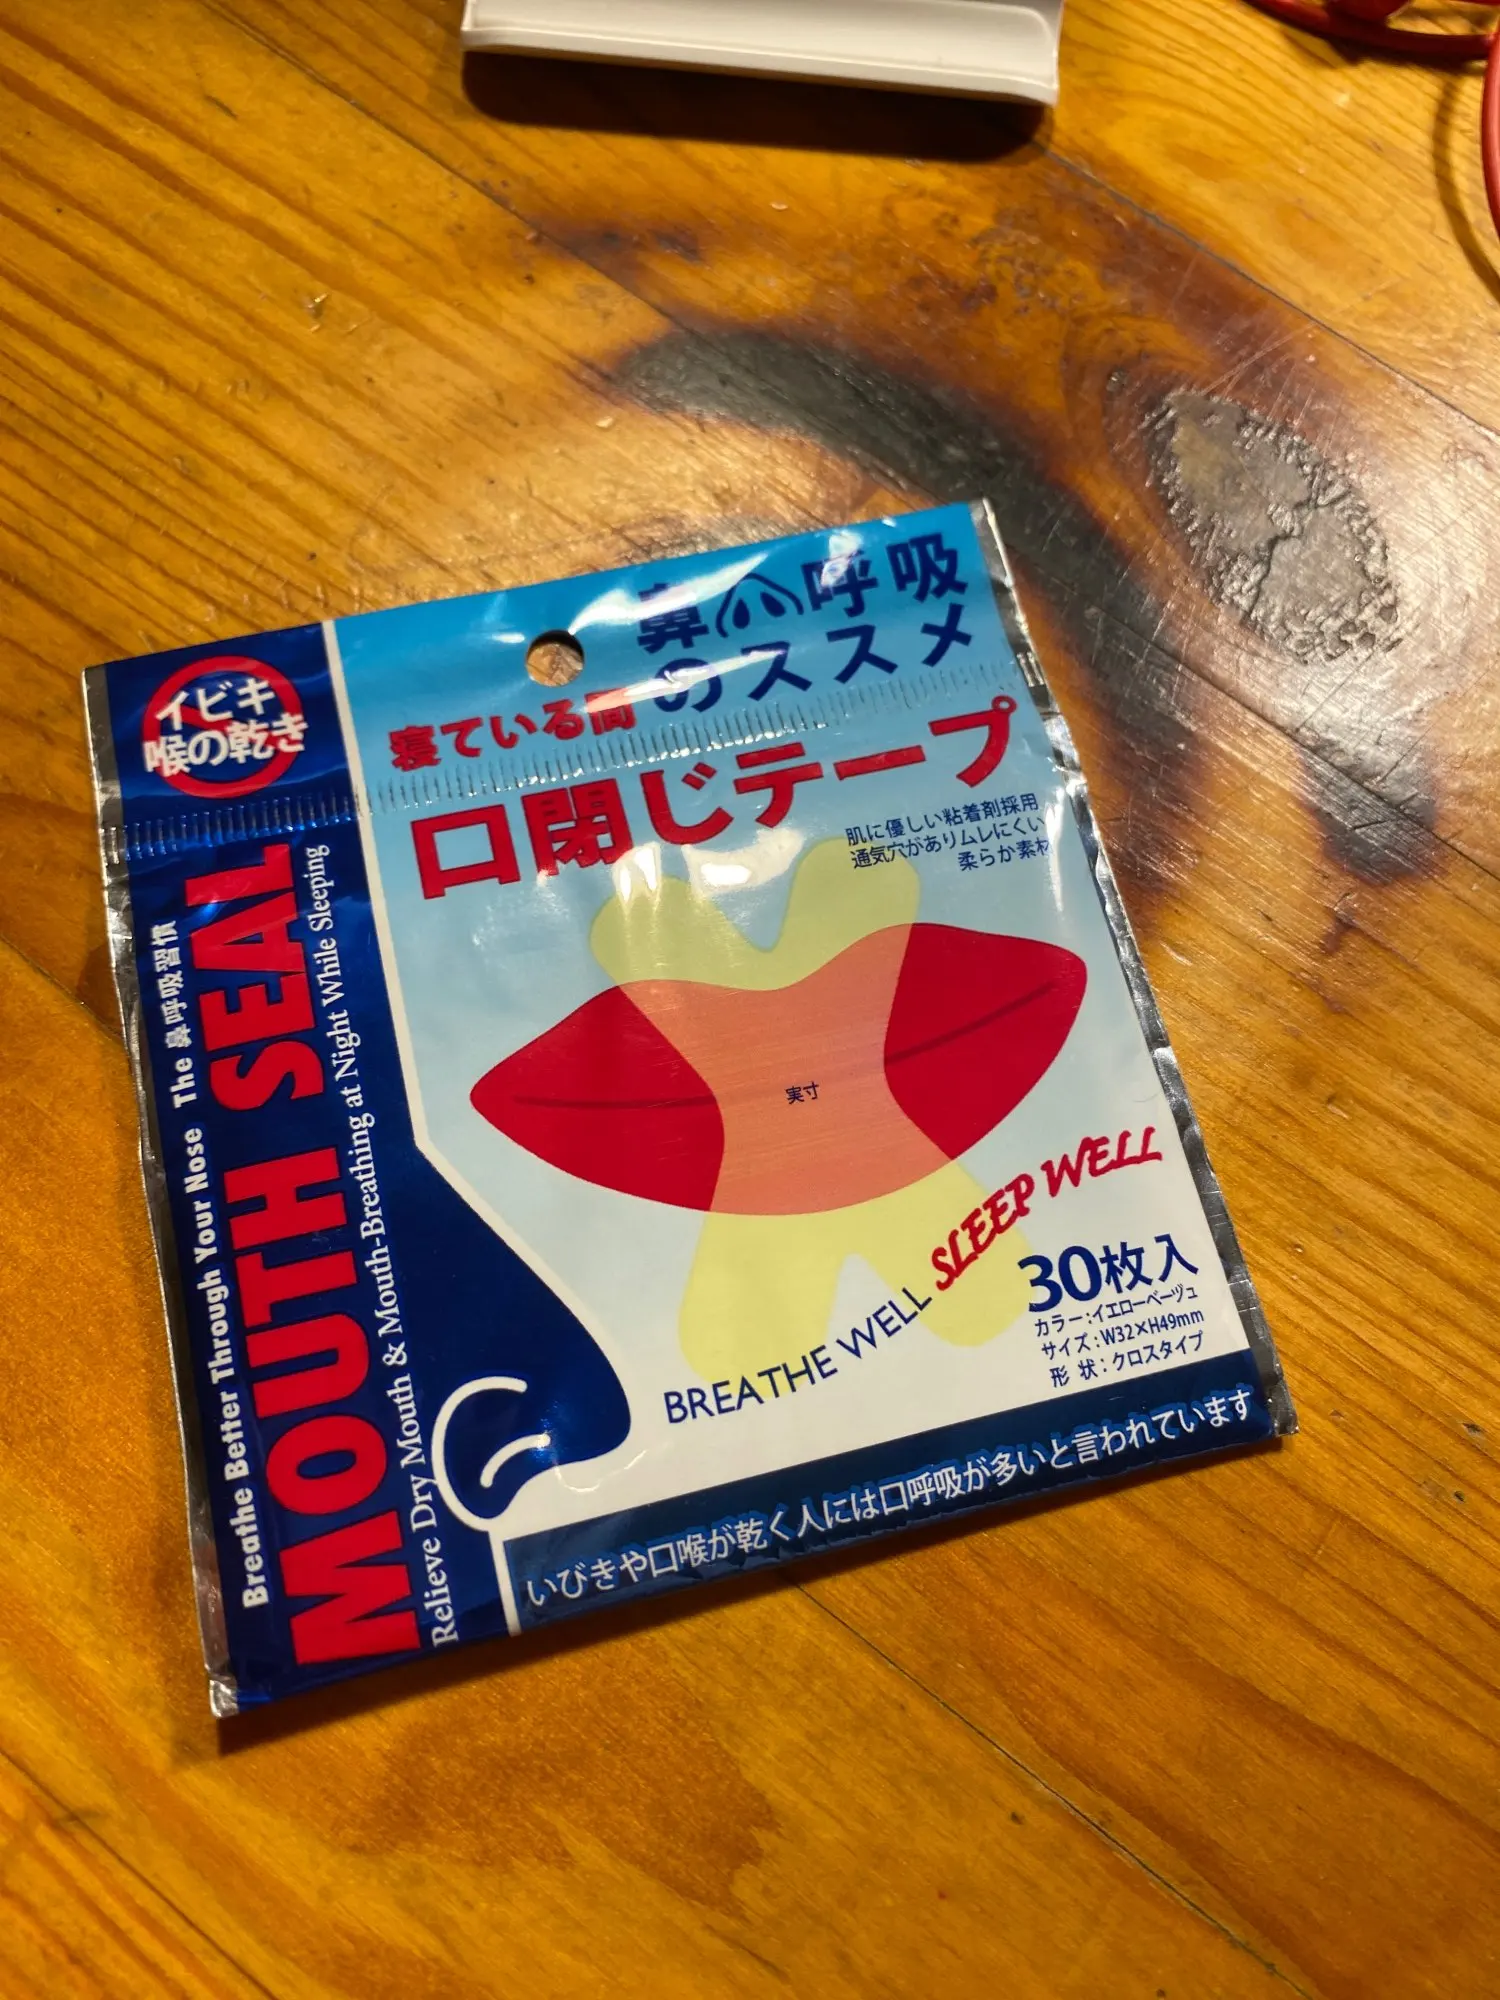 イビキ
喉の乾き
鼻呼吸
のススメ
寝ている間
口閉じテープ
肌に優しい粘着剤採用
通気穴がありムレにくい
柔らか素材
実寸
BREATHE WELL SLEEP WELL
30枚入
カラー:イエローベージュ
サイズ:W32×H49mm
形 状:クロスタイプ
いびきや口喉が乾く人には口呼吸が多いと言われています
Breathe Better Through Your Nose The 鼻呼吸習慣
MOUTH SEAL
Relieve Dry Mouth & Mouth-Breathing at Night While Sleeping